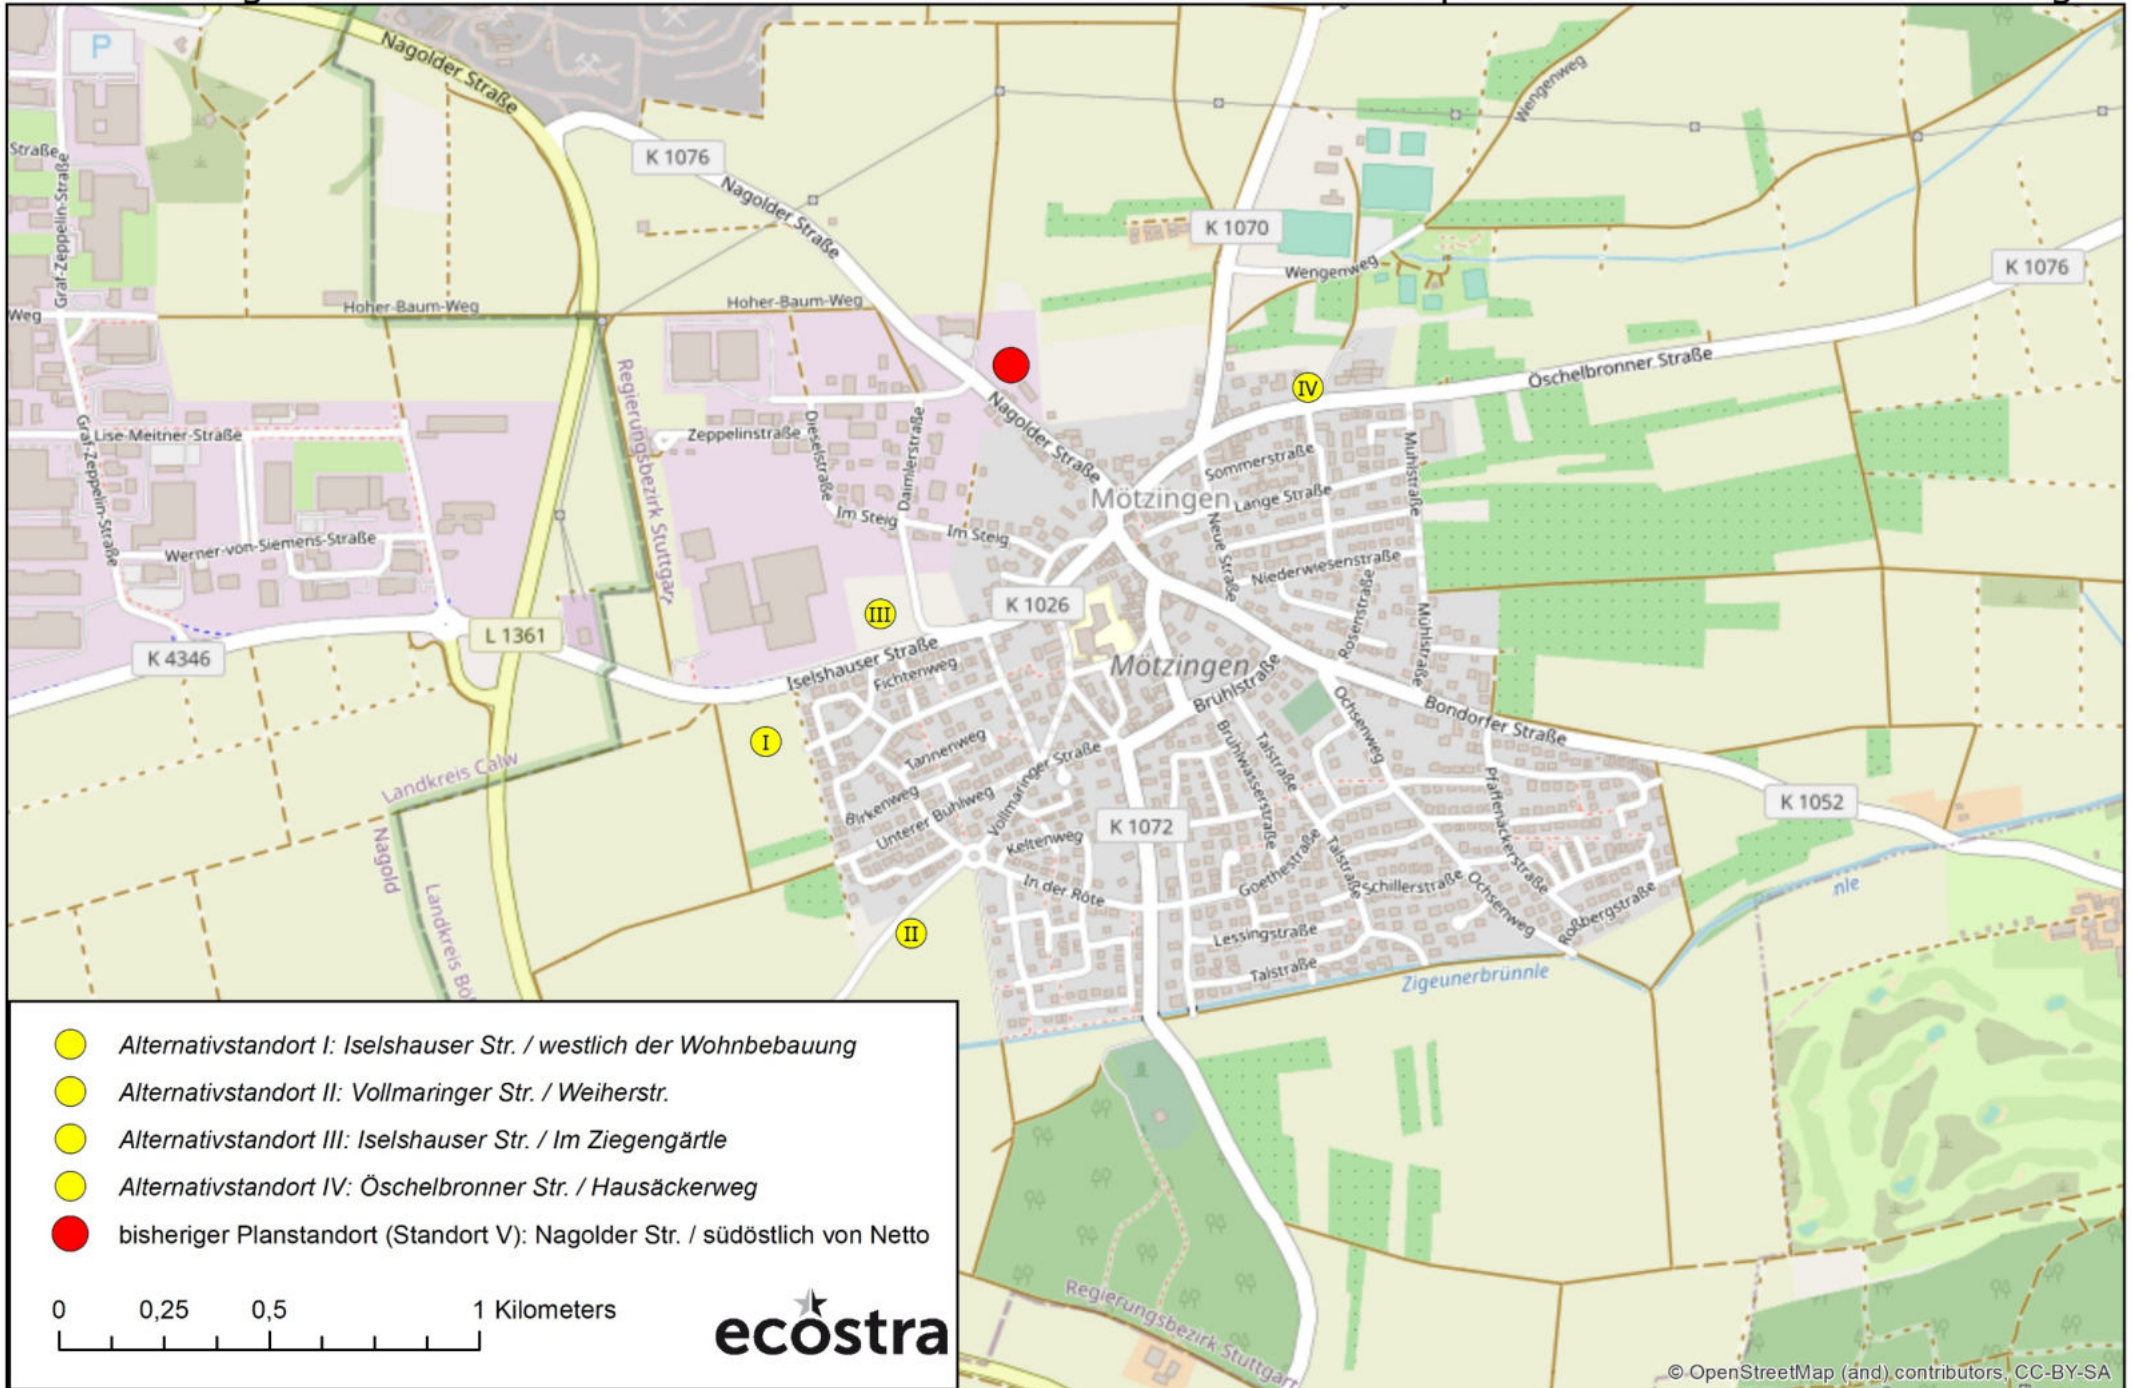 P
Nagolder Straße
Wengenweg
Straße
K 1076
Graf-Zeppelin-Straße
Nagolder Straße
K 1070
Wengenweg
K 1076
Hoher-Baum-Weg
Hoher-Baum-Weg
Weg
Öschelbronner Straße
Regierungsbezirk Stuttgart
IV
Nagolder Straße
Lise-Meitner-Straße
Zeppelinstraße
Dieselstraße
Daimlerstraße
Graf-Zeppelin-Straße
Sommerstraße
Mühlstraße
Mötzingen
Lange Straße
Im Steig
Im Steig
Neue Straße
Werner-von-Siemens-Straße
Niederwiesenstraße
Rosenstraße
K 1026
III
Mühlstraße
L 1361
K 4346
Iselshauser Straße
Fichtenweg
Mötzingen
Brühlstraße
Ochsenweg
Bondorfer Straße
I
Tannenweg
Vollmaringer Straße
Brühlwasserstraße
Talstraße
Landkreis Calw
Pfaffenäckerstraße
Birkenweg
Unterer Bühlweg
K 1052
K 1072
Keltenweg
Nagold
Goethestraße
Talstraße
Schillerstraße
Ochsenweg
In der Röte
nle
Roßbergstraße
Landkreis Böl
II
Lessingstraße
Talstraße
Zigeunerbrünnle
Alternativstandort I: Iselshauser Str. / westlich der Wohnbebauung
Alternativstandort II: Vollmaringer Str. / Weiherstr.
Alternativstandort III: Iselshauser Str. / Im Ziegengärtle
Alternativstandort IV: Öschelbronner Str. / Hausäckerweg
bisheriger Planstandort (Standort V): Nagolder Str. / südöstlich von Netto
0 0,25 0,5 1 Kilometers
ecostra
Regierungsbezirk Stuttgart
© OpenStreetMap (and) contributors, CC-BY-SA